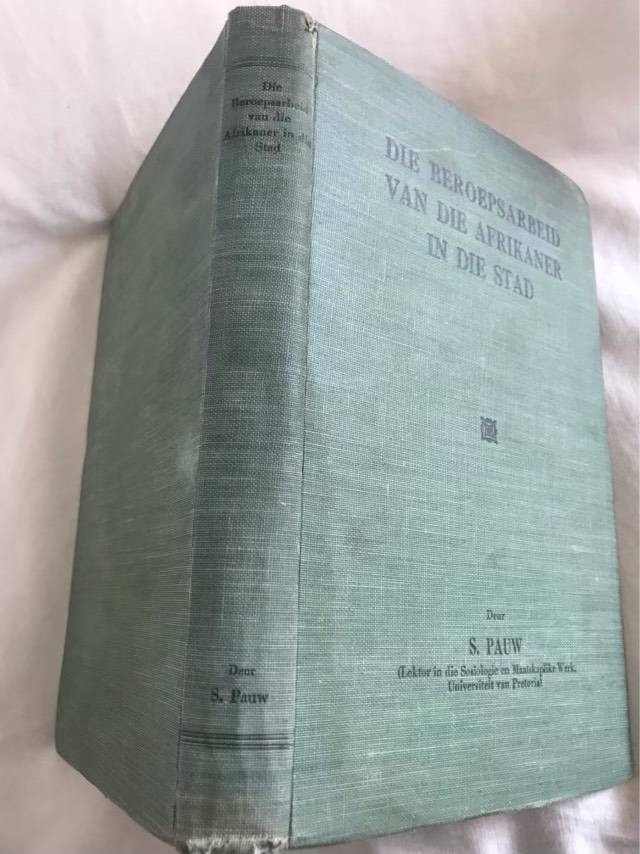 Die
Beroepsarbeid
van die
Afrikaner in die
Stad
Deur
S. Pauw
DIE BEROEPSARBEID
VAN DIE AFRIKANER
IN DIE STAD
Deur
S. PAUW
(Lektor in die Sosiologie en Maatskaplike Werk,
Universiteit van Pretoria)